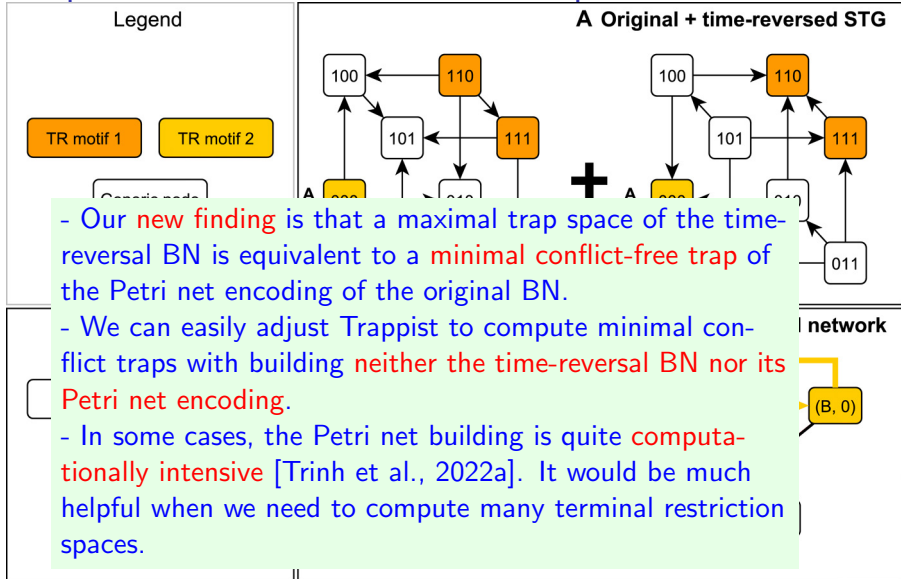 Legend
A Original + time-reversed STG
TR motif 1
TR motif 2
100
110
101
111
A
100
110
101
111
A
011
- Our new finding is that a maximal trap space of the time-
reversal BN is equivalent to a minimal conflict-free trap of
the Petri net encoding of the original BN.
- We can easily adjust Trappist to compute minimal con-
flict traps with building neither the time-reversal BN nor its
Petri net encoding.
- In some cases, the Petri net building is quite computa-
tionally intensive [Trinh et al., 2022a]. It would be much
helpful when we need to compute many terminal restriction
spaces.
network
(B, 0)